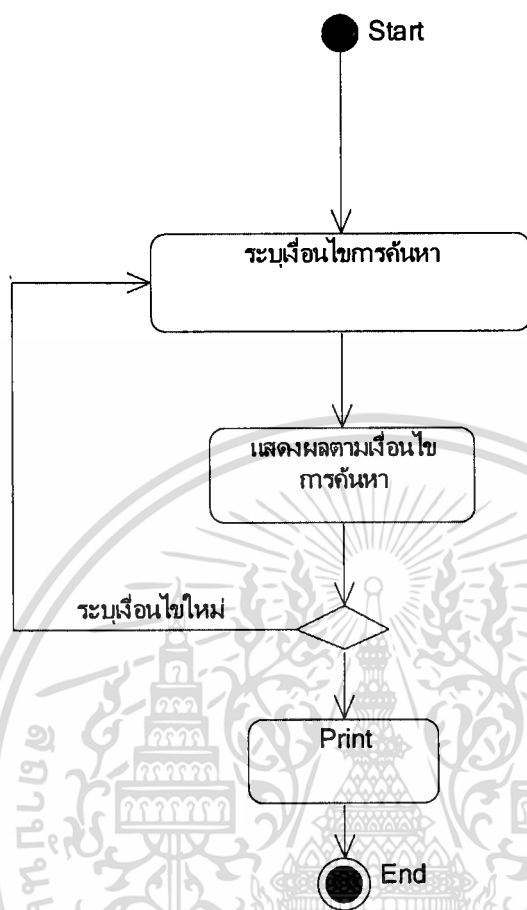 Start
ระบุเงื่อนไขการค้นหา
แสดงผลตามเงื่อนไข
การค้นหา
ระบุเงื่อนไขใหม่
Print
End